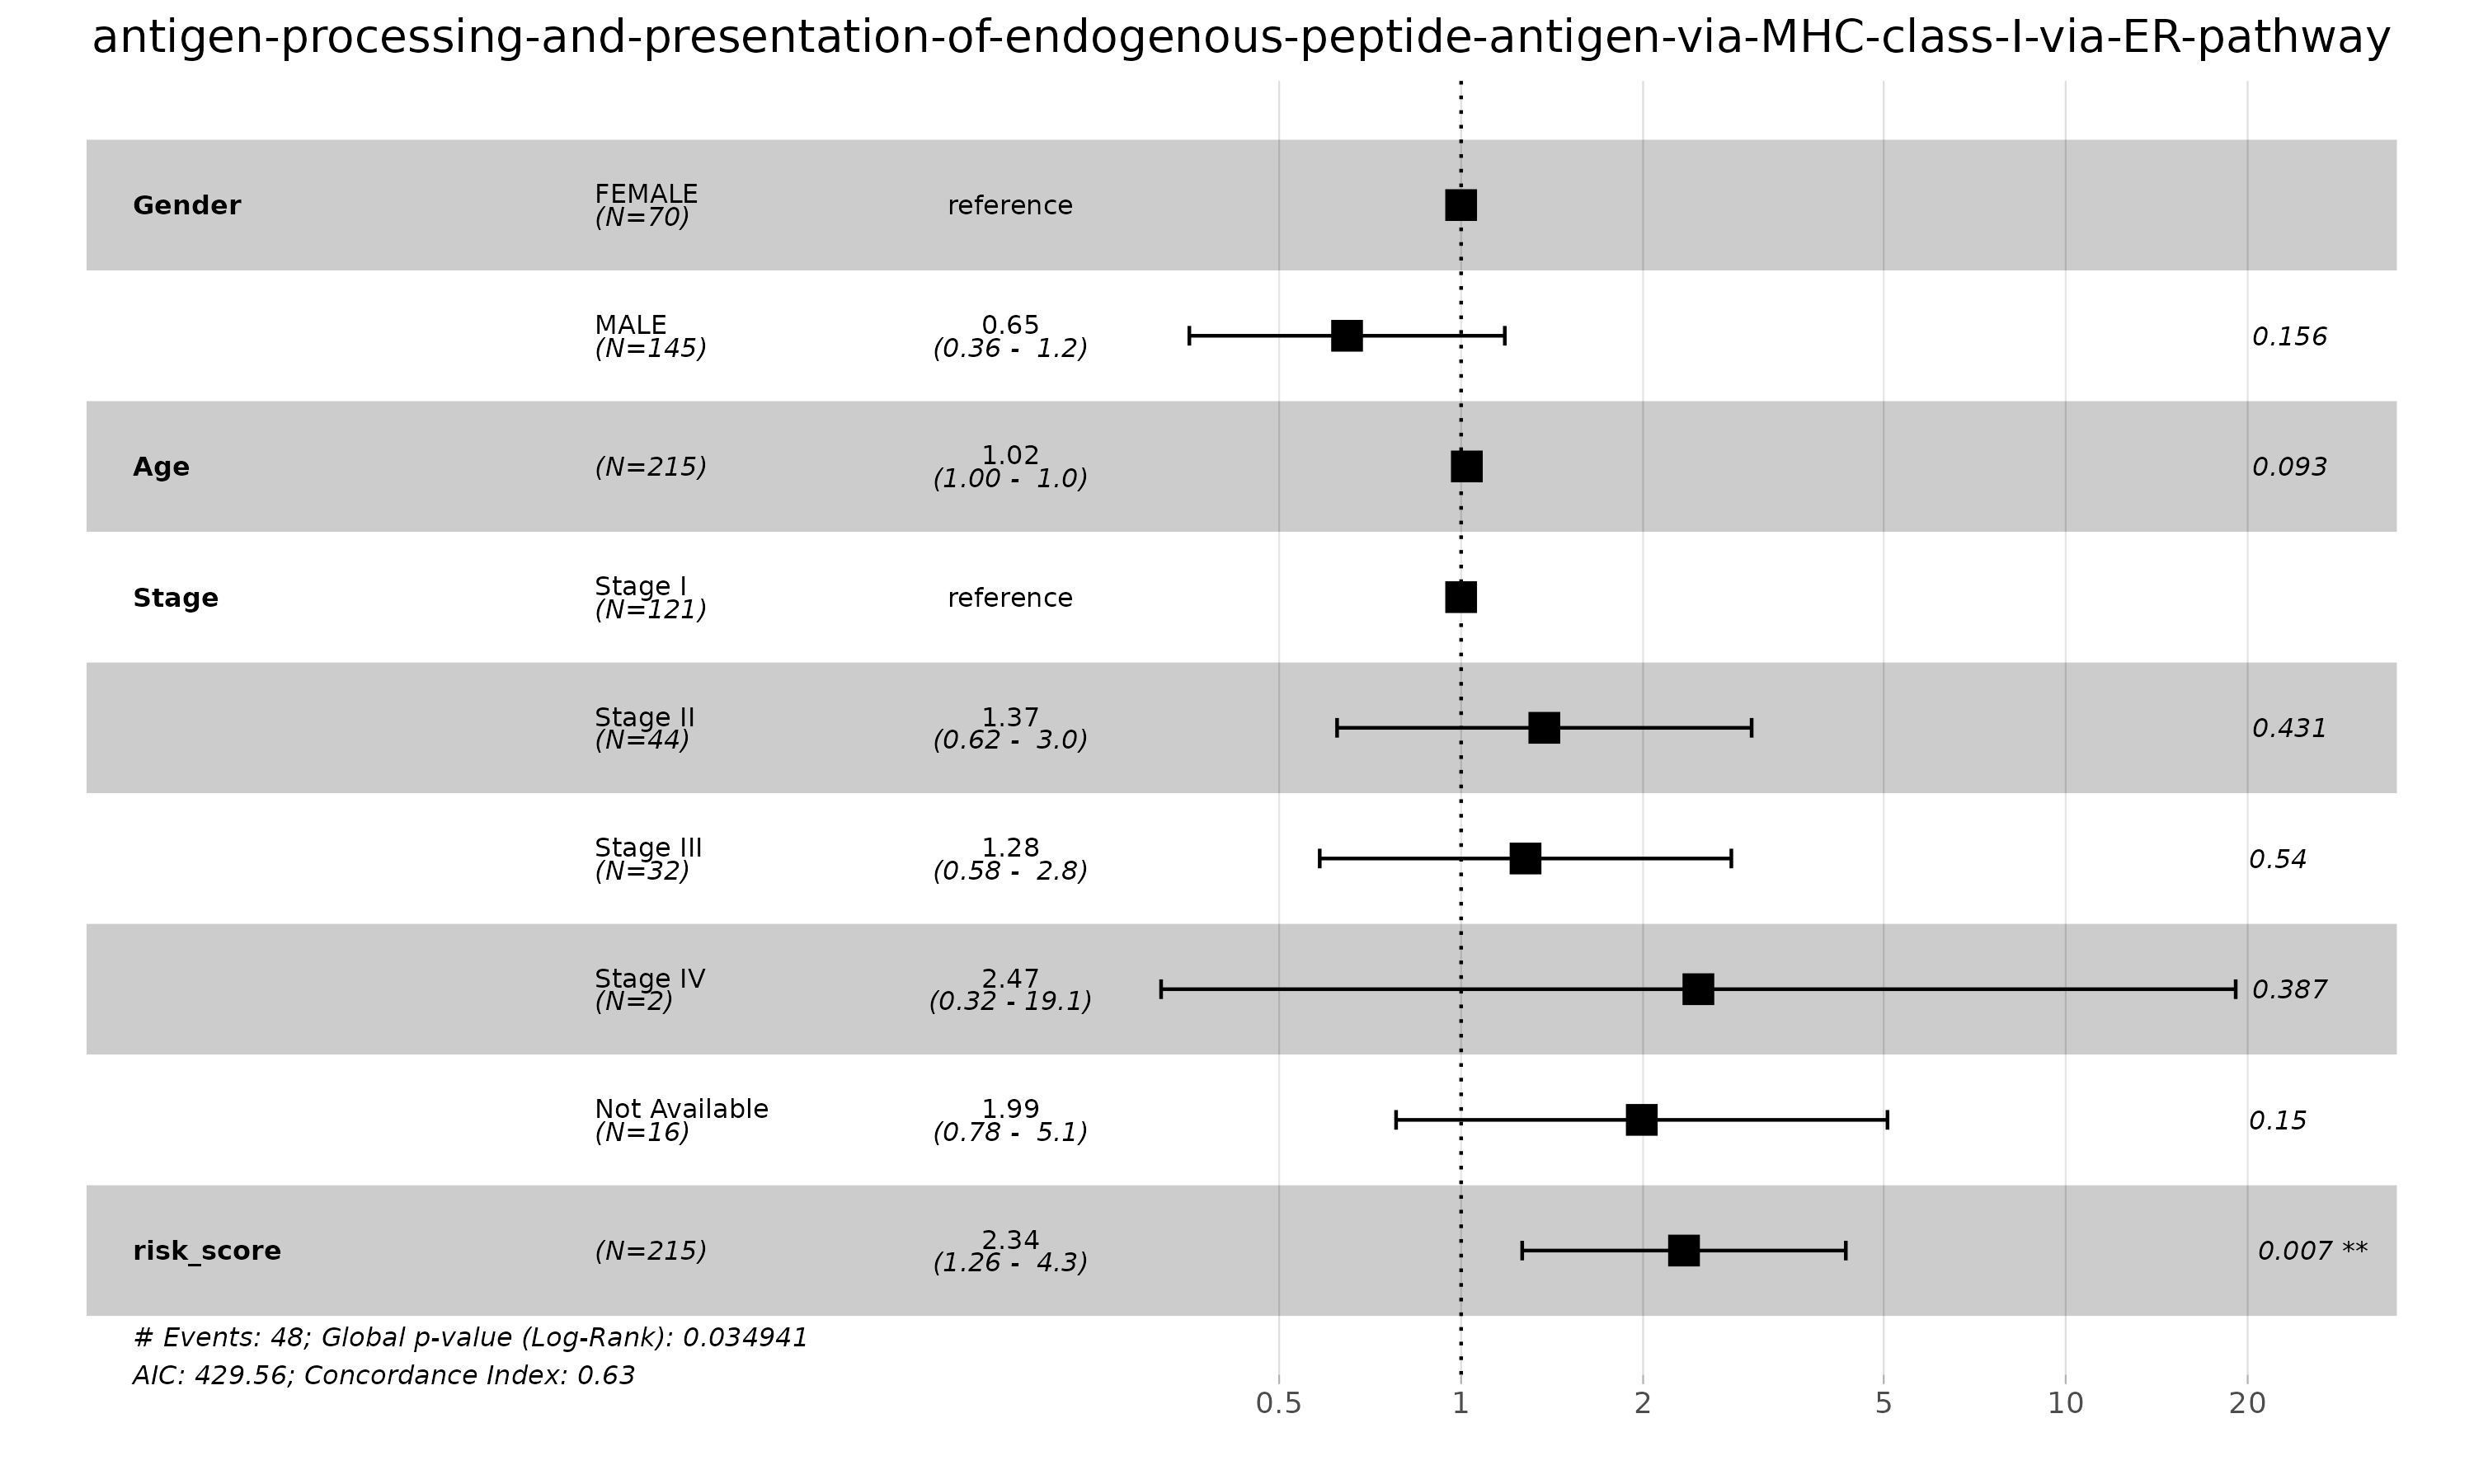 antigen-processing-and-presentation-of-endogenous-peptide-antigen-via-MHC-class-I-via-ER-pathway
Gender
FEMALE
(N=70)
reference
MALE
(N=145)
0.65
(0.36 - 1.2)
0.156
Age
(N=215)
1.02
(1.00 - 1.0)
0.093
Stage
Stage I
(N=121)
reference
Stage II
(N=44)
1.37
(0.62 - 3.0)
0.431
Stage III
(N=32)
1.28
(0.58 - 2.8)
0.54
Stage IV
(N=2)
2.47
(0.32 - 19.1)
0.387
Not Available
(N=16)
1.99
(0.78 - 5.1)
0.15
risk_score
(N=215)
2.34
(1.26 - 4.3)
0.007 **
# Events: 48; Global p-value (Log-Rank): 0.034941
AIC: 429.56; Concordance Index: 0.63
0.5 1 2 5 10 20